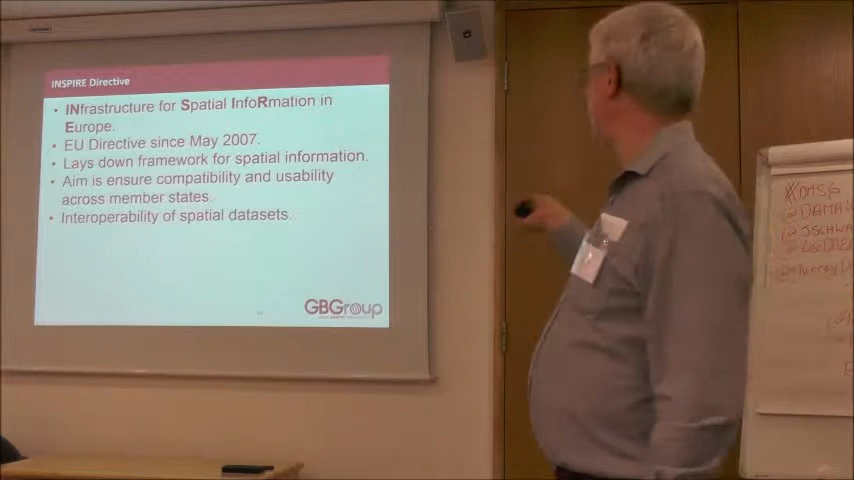 INSPIRE Directive
• INfrastructure for Spatial InfoRmation in
Europe.
• EU Directive since May 2007.
• Lays down framework for spatial information.
• Aim is ensure compatibility and usability
across member states.
• Interoperability of spatial datasets.
GBGroup